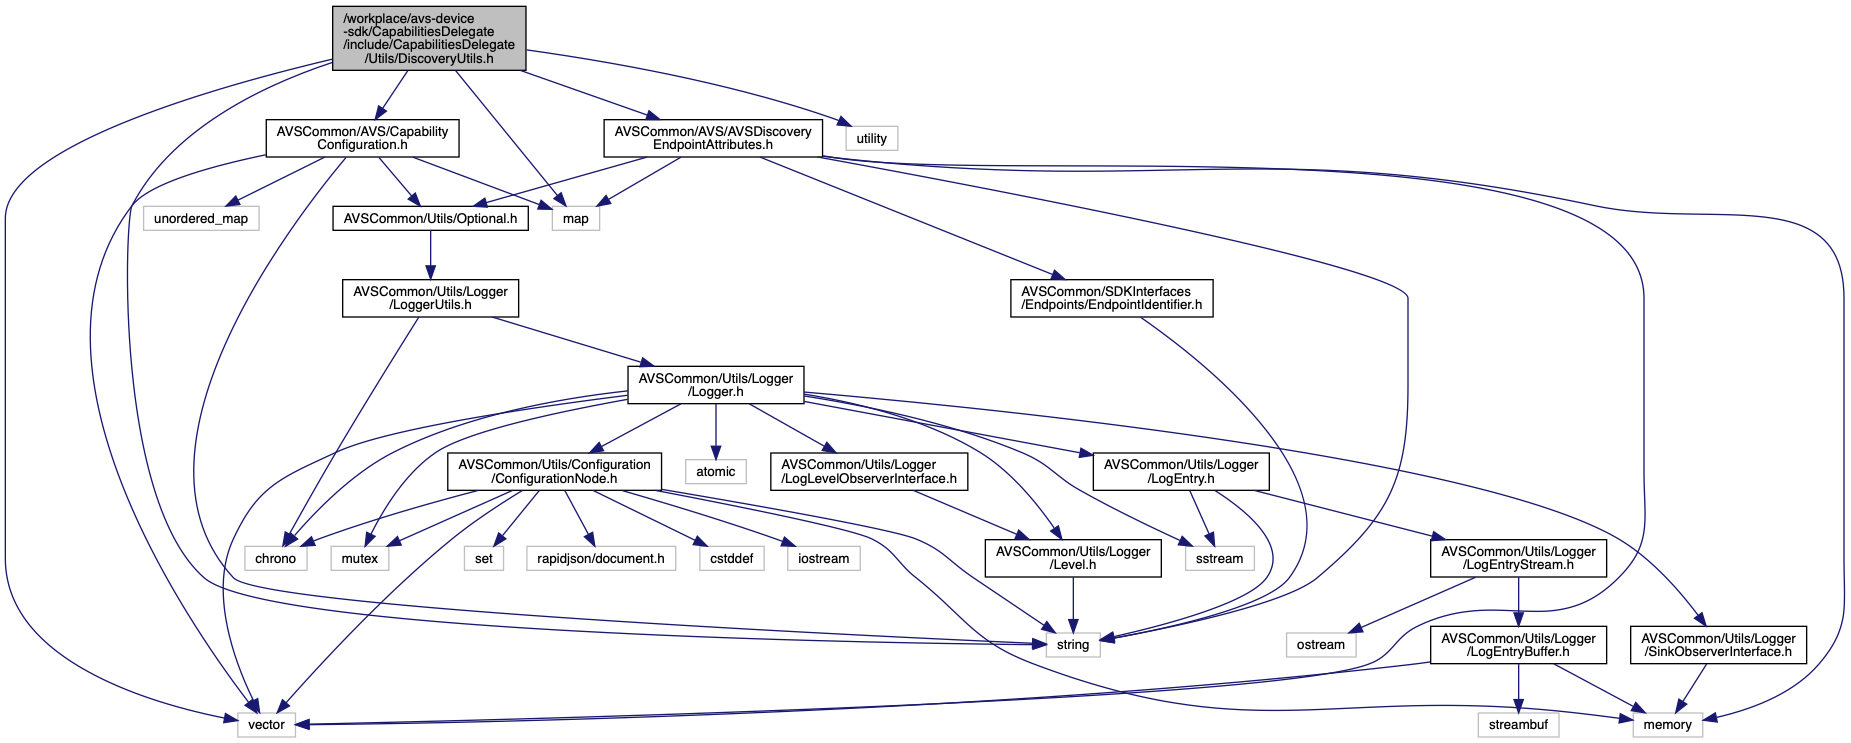 /workplace/avs-device
-sdk/CapabilitiesDelegate
/include/CapabilitiesDelegate
/Utils/DiscoveryUtils.h
AVSCommon/AVS/Capability
Configuration.h
AVSCommon/AVS/AVSDiscovery
EndpointAttributes.h
utility
unordered_map
AVSCommon/Utils/Optional.h
map
AVSCommon/Utils/Logger
/LoggerUtils.h
AVSCommon/SDKInterfaces
/Endpoints/EndpointIdentifier.h
AVSCommon/Utils/Logger
/Logger.h
AVSCommon/Utils/Configuration
/ConfigurationNode.h
atomic
AVSCommon/Utils/Logger
/LogLevelObserverInterface.h
AVSCommon/Utils/Logger
/LogEntry.h
chrono
mutex
set
rapidjson/document.h
cstddef
iostream
AVSCommon/Utils/Logger
/Level.h
sstream
AVSCommon/Utils/Logger
/LogEntryStream.h
string
ostream
AVSCommon/Utils/Logger
/LogEntryBuffer.h
AVSCommon/Utils/Logger
/SinkObserverInterface.h
vector
streambuf
memory